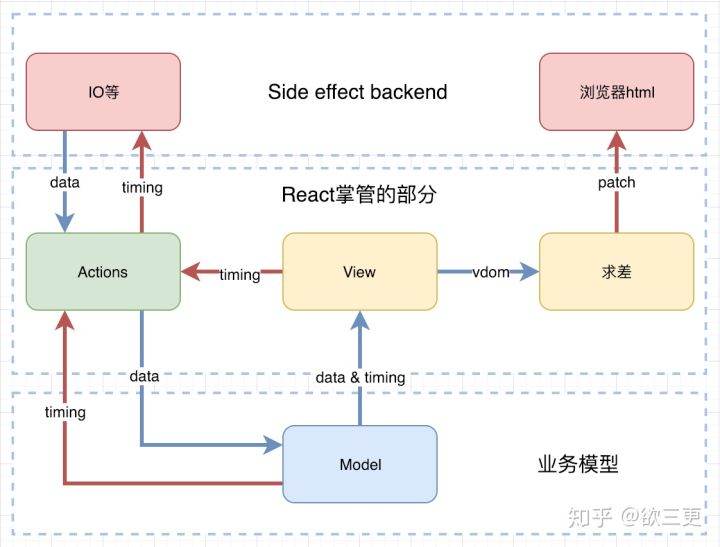 IO等
Side effect backend
浏览器html
data
timing
patch
React掌管的部分
Actions
timing
View
vdom
求差
data
data & timing
timing
Model
业务模型
知乎 @欲三更